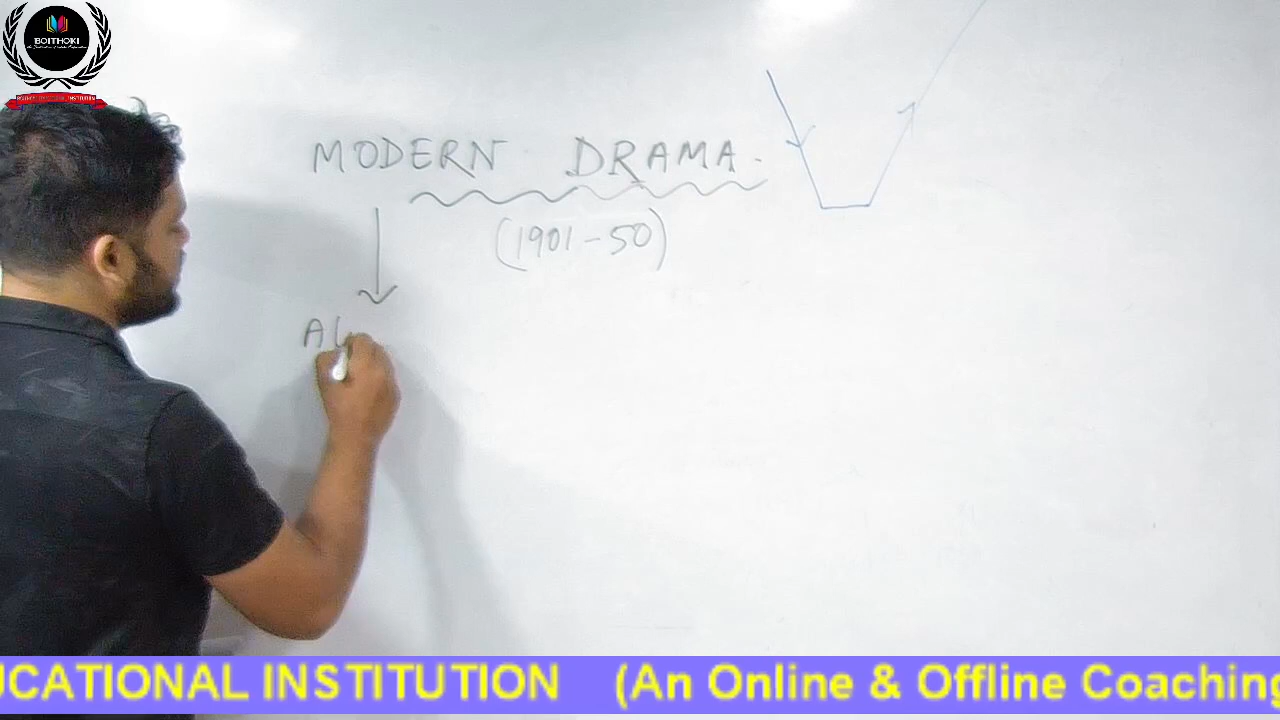 BOITHOKI
MODERN DRAMA.
(1901-50)
UCATIONAL INSTITUTION (An Online & Offline Coaching